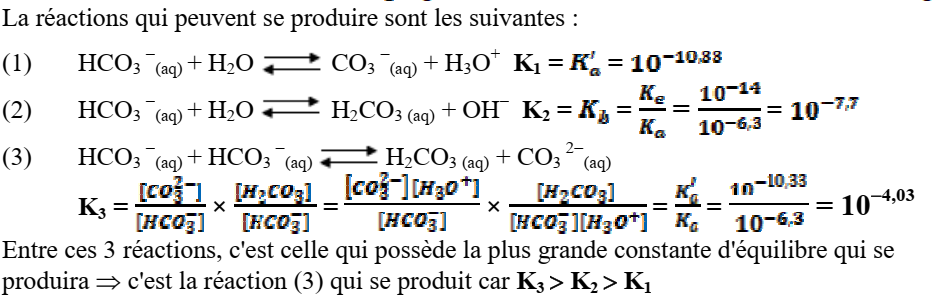 La réactions qui peuvent se produire sont les suivantes :
(1) HCO₃⁻(aq) + H₂O ⇌ CO₃⁻(aq) + H₃O⁺ K₁ = K'ₐ = 10⁻¹⁰·³³
(2) HCO₃⁻(aq) + H₂O ⇌ H₂CO₃ (aq) + OH⁻ K₂ = K_b = K_e/K_a = 10⁻¹⁴/10⁻⁶,³ = 10⁻⁷,⁷
(3) HCO₃⁻(aq) + HCO₃⁻(aq) ⇌ H₂CO₃ (aq) + CO₃²⁻(aq)
K₃ = [CO₃²⁻]/[HCO₃⁻] × [H₂CO₃]/[HCO₃⁻] = [CO₃²⁻][H₃O⁺]/[HCO₃⁻] × [H₂CO₃]/[HCO₃⁻][H₃O⁺] = K'ₐ/Kₐ = 10⁻¹⁰,³³/10⁻⁶,³ = 10⁻⁴,⁰³
Entre ces 3 réactions, c'est celle qui possède la plus grande constante d'équilibre qui se
produira ⇒ c'est la réaction (3) qui se produit car K₃ > K₂ > K₁